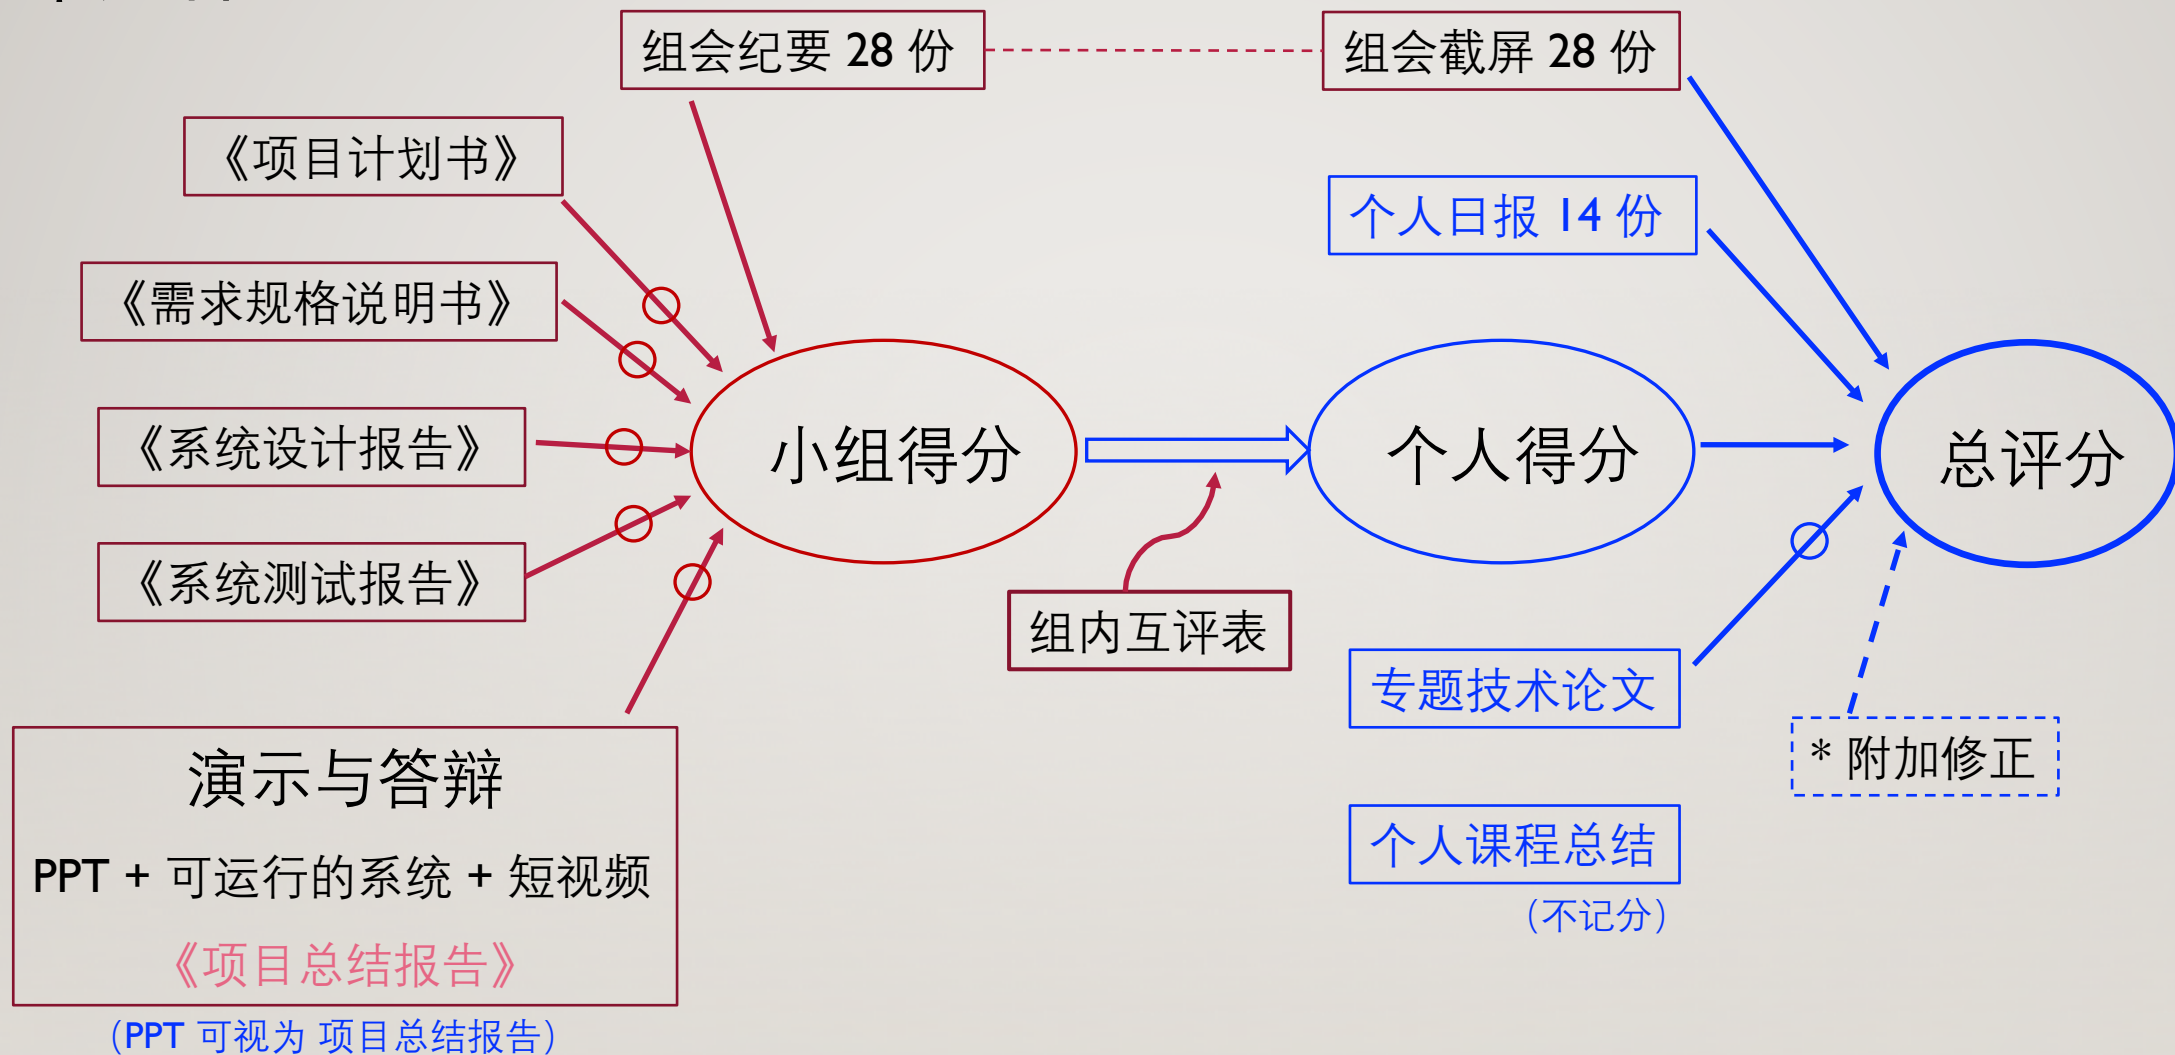 组会纪要 28 份
组会截屏 28 份
《项目计划书》
个人日报 14 份
《需求规格说明书》
《系统设计报告》
小组得分
个人得分
总评分
《系统测试报告》
组内互评表
专题技术论文
* 附加修正
演示与答辩
PPT + 可运行的系统 + 短视频
《项目总结报告》
(PPT 可视为 项目总结报告)
个人课程总结
(不记分)